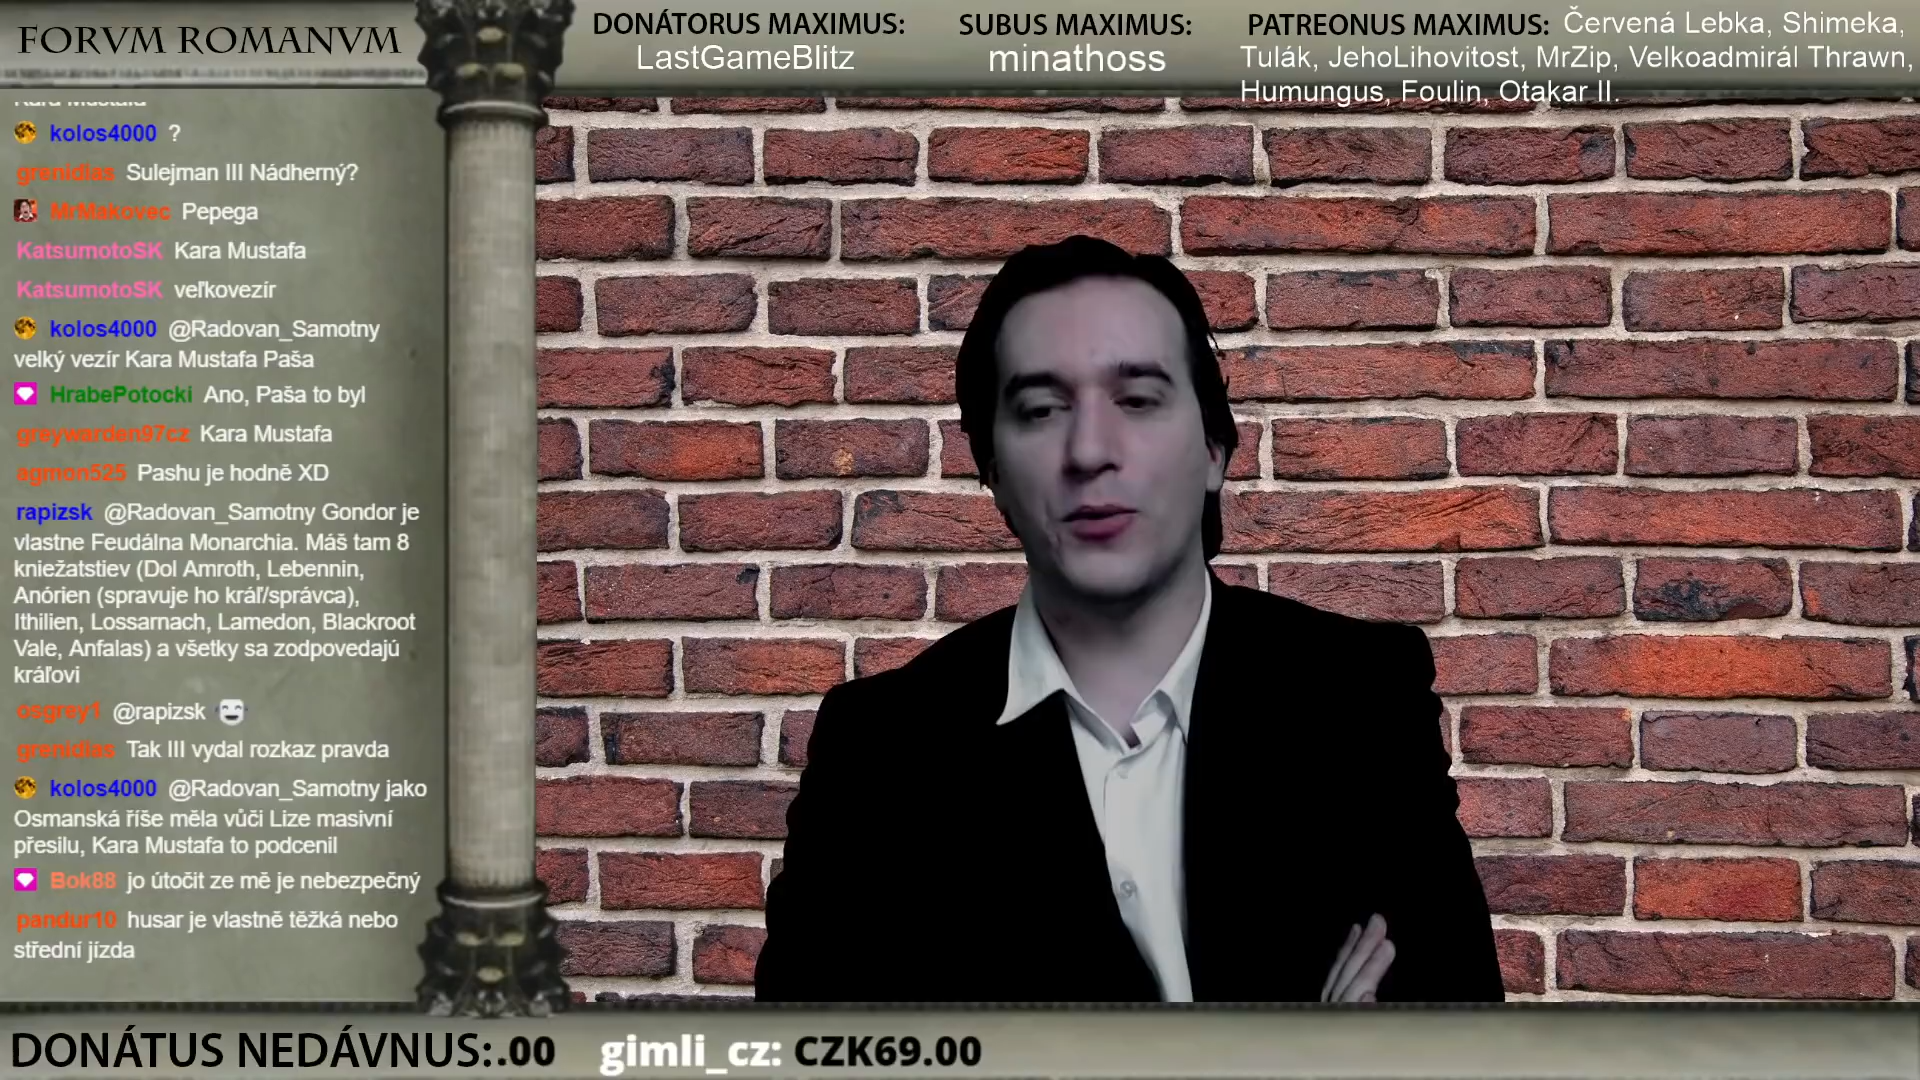 FORVM ROMANVM
DONÁTORUS MAXIMUS:
LastGameBlitz
SUBUS MAXIMUS:
minathoss
PATREONUS MAXIMUS: Červená Lebka, Shimeka,
Tulák, JehoLihovitost, MrZip, Velkoadmirál Thrawn,
Humungus, Foulin, Otakar II.
Kara Mustafa
kolos4000 ?
grenidias Sulejman III Nádherný?
MrMakovec Pepega
KatsumotoSK Kara Mustafa
KatsumotoSK veľkovezír
kolos4000 @Radovan_Samotny
velký vezír Kara Mustafa Paša
HrabePotocki Ano, Paša to byl
greywarden97cz Kara Mustafa
agmon525 Pashu je hodně XD
rapizsk @Radovan_Samotny Gondor je
vlastne Feudálna Monarchia. Máš tam 8
kniežatstiev (Dol Amroth, Lebennin,
Anórien (spravuje ho kráľ/správca),
Ithilien, Lossarnach, Lamedon, Blackroot
Vale, Anfalas) a všetky sa zodpovedajú
kráľovi
osgrey1 @rapizsk
grenidias Tak III vydal rozkaz pravda
kolos4000 @Radovan_Samotny jako
Osmanská říše měla vůči Lize masivní
přesilu, Kara Mustafa to podcenil
Bok88 jo útočit ze mě je nebezpečný
pandur10 husar je vlastně těžká nebo
střední jízda
DONÁTUS NEDÁVNUS:.00 gimli_cz: CZK69.00